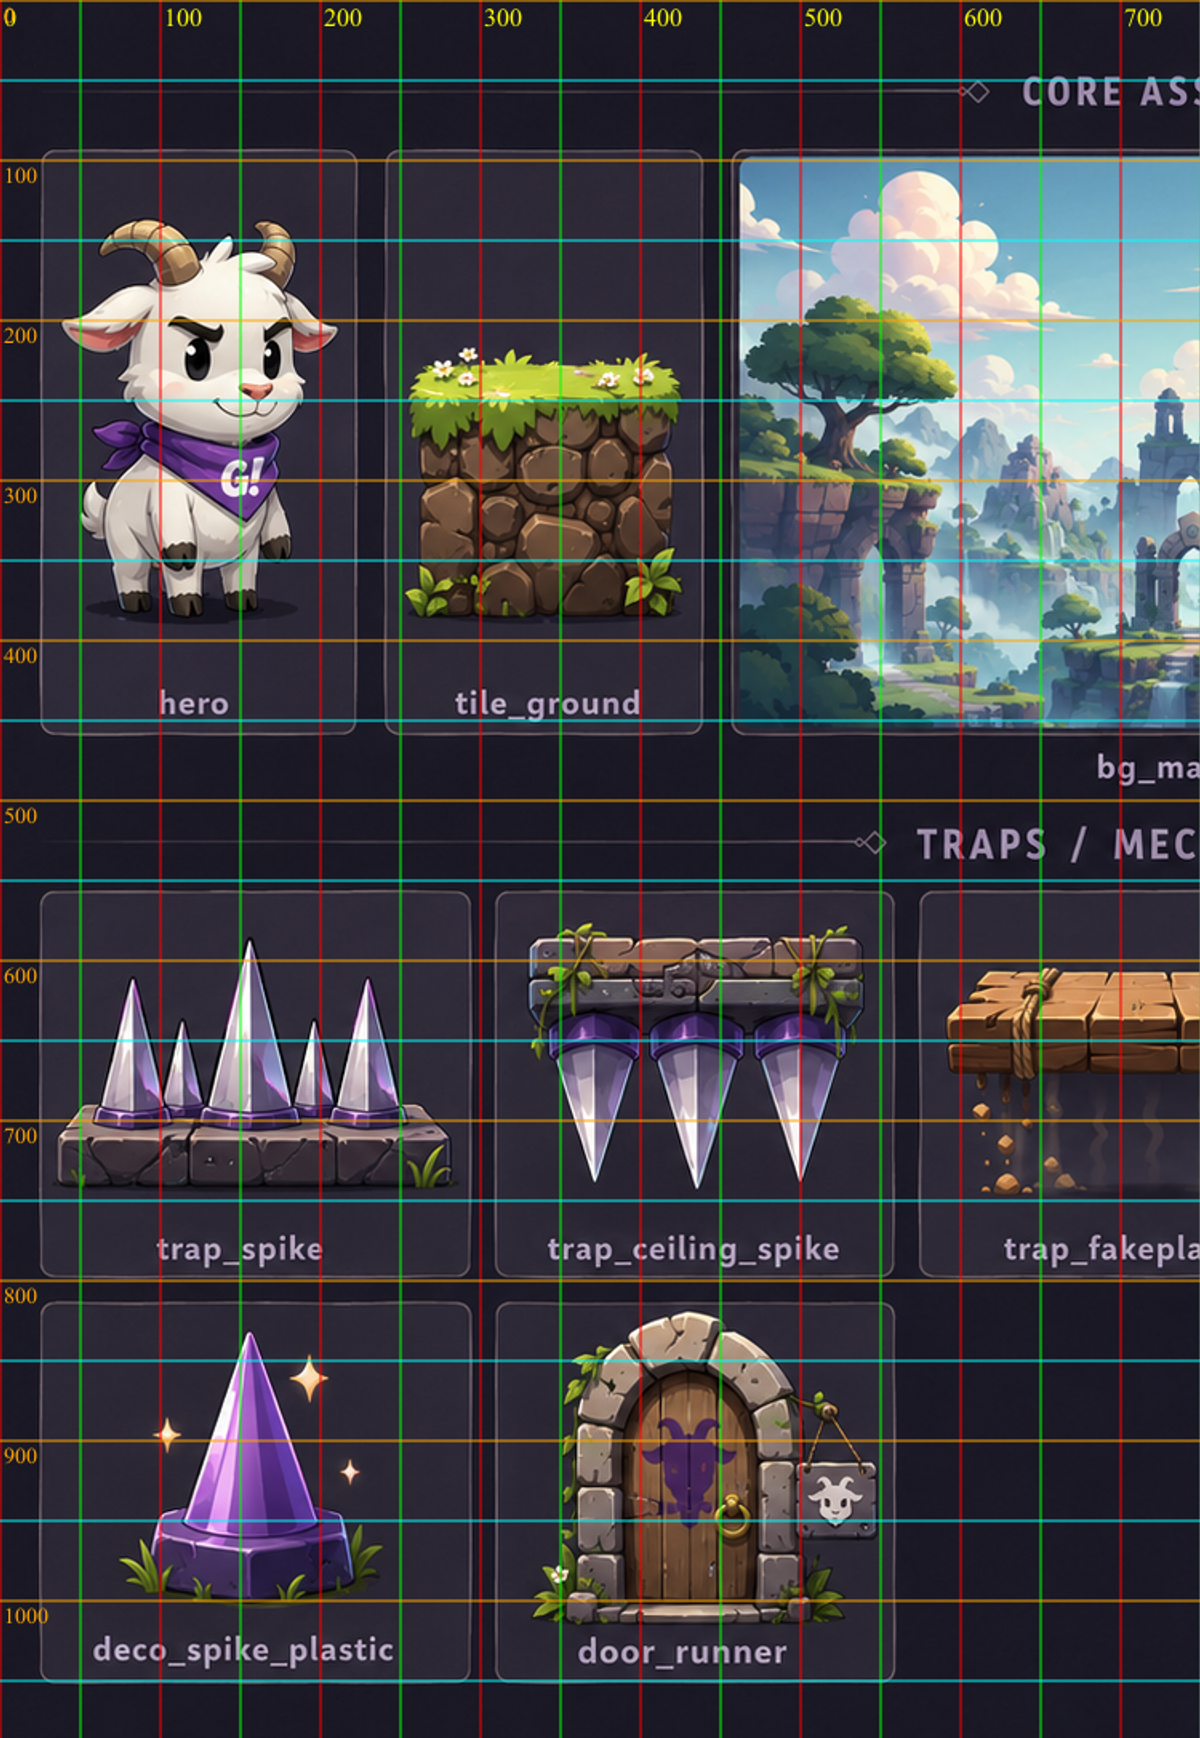 0 100 200 300 400 500 600 700
CORE ASS
100
200
G!
300
400
hero
tile_ground
bg_ma
500
TRAPS / MEC
600
700
trap_spike
trap_ceiling_spike
trap_fakepla
800
900
1000
deco_spike_plastic
door_runner